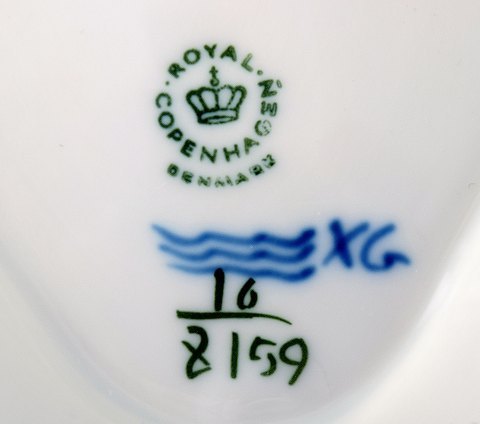 ROYAL
COPENHAGEN
DENMARK
XG
16
8159